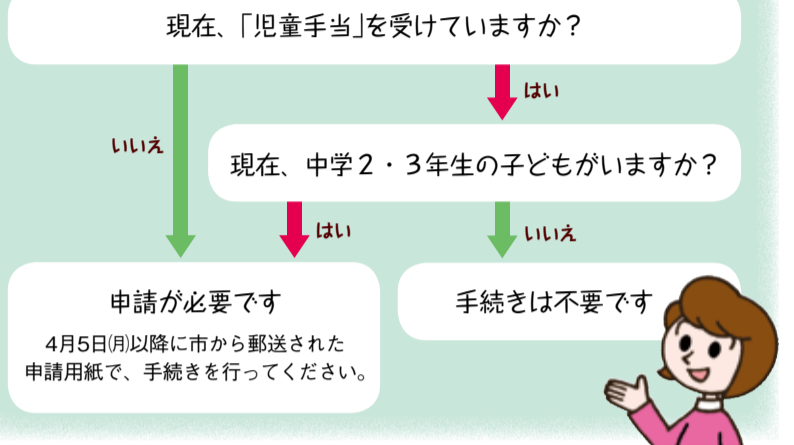 現在、「児童手当」を受けていますか？
はい
いいえ
現在、中学２・３年生の子どもがいますか？
はい
いいえ
申請が必要です
4月5日㈪以降に市から郵送された
申請用紙で、手続きを行ってください。
手続きは不要です